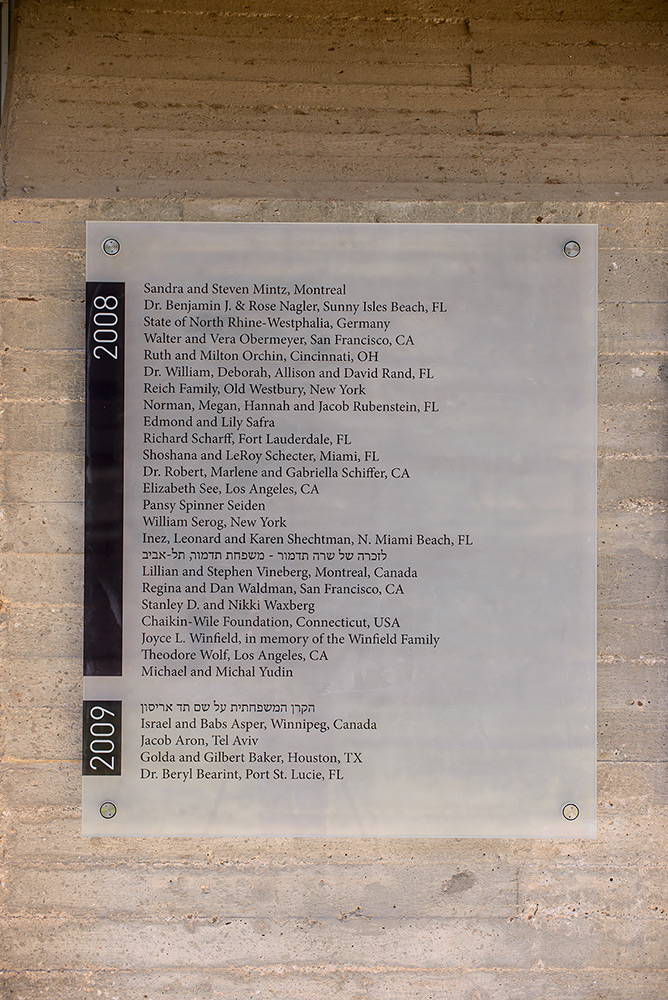 2008
Sandra and Steven Mintz, Montreal
Dr. Benjamin J. & Rose Nagler, Sunny Isles Beach, FL
State of North Rhine-Westphalia, Germany
Walter and Vera Obermeyer, San Francisco, CA
Ruth and Milton Orchin, Cincinnati, OH
Dr. William, Deborah, Allison and David Rand, FL
Reich Family, Old Westbury, New York
Norman, Megan, Hannah and Jacob Rubenstein, FL
Edmond and Lily Safra
Richard Scharff, Fort Lauderdale, FL
Shoshana and LeRoy Schecter, Miami, FL
Dr. Robert, Marlene and Gabriella Schiffer, CA
Elizabeth See, Los Angeles, CA
Pansy Spinner Seiden
William Serog, New York
Inez, Leonard and Karen Shechtman, N. Miami Beach, FL
לזכרה של שרה תדמור - משפחת תדמור, תל-אביב
Lillian and Stephen Vineberg, Montreal, Canada
Regina and Dan Waldman, San Francisco, CA
Stanley D. and Nikki Waxberg
Chaikin-Wile Foundation, Connecticut, USA
Joyce L. Winfield, in memory of the Winfield Family
Theodore Wolf, Los Angeles, CA
Michael and Michal Yudin
2009
הקרן המשפחתית על שם תד אריסון
Israel and Babs Asper, Winnipeg, Canada
Jacob Aron, Tel Aviv
Golda and Gilbert Baker, Houston, TX
Dr. Beryl Bearint, Port St. Lucie, FL